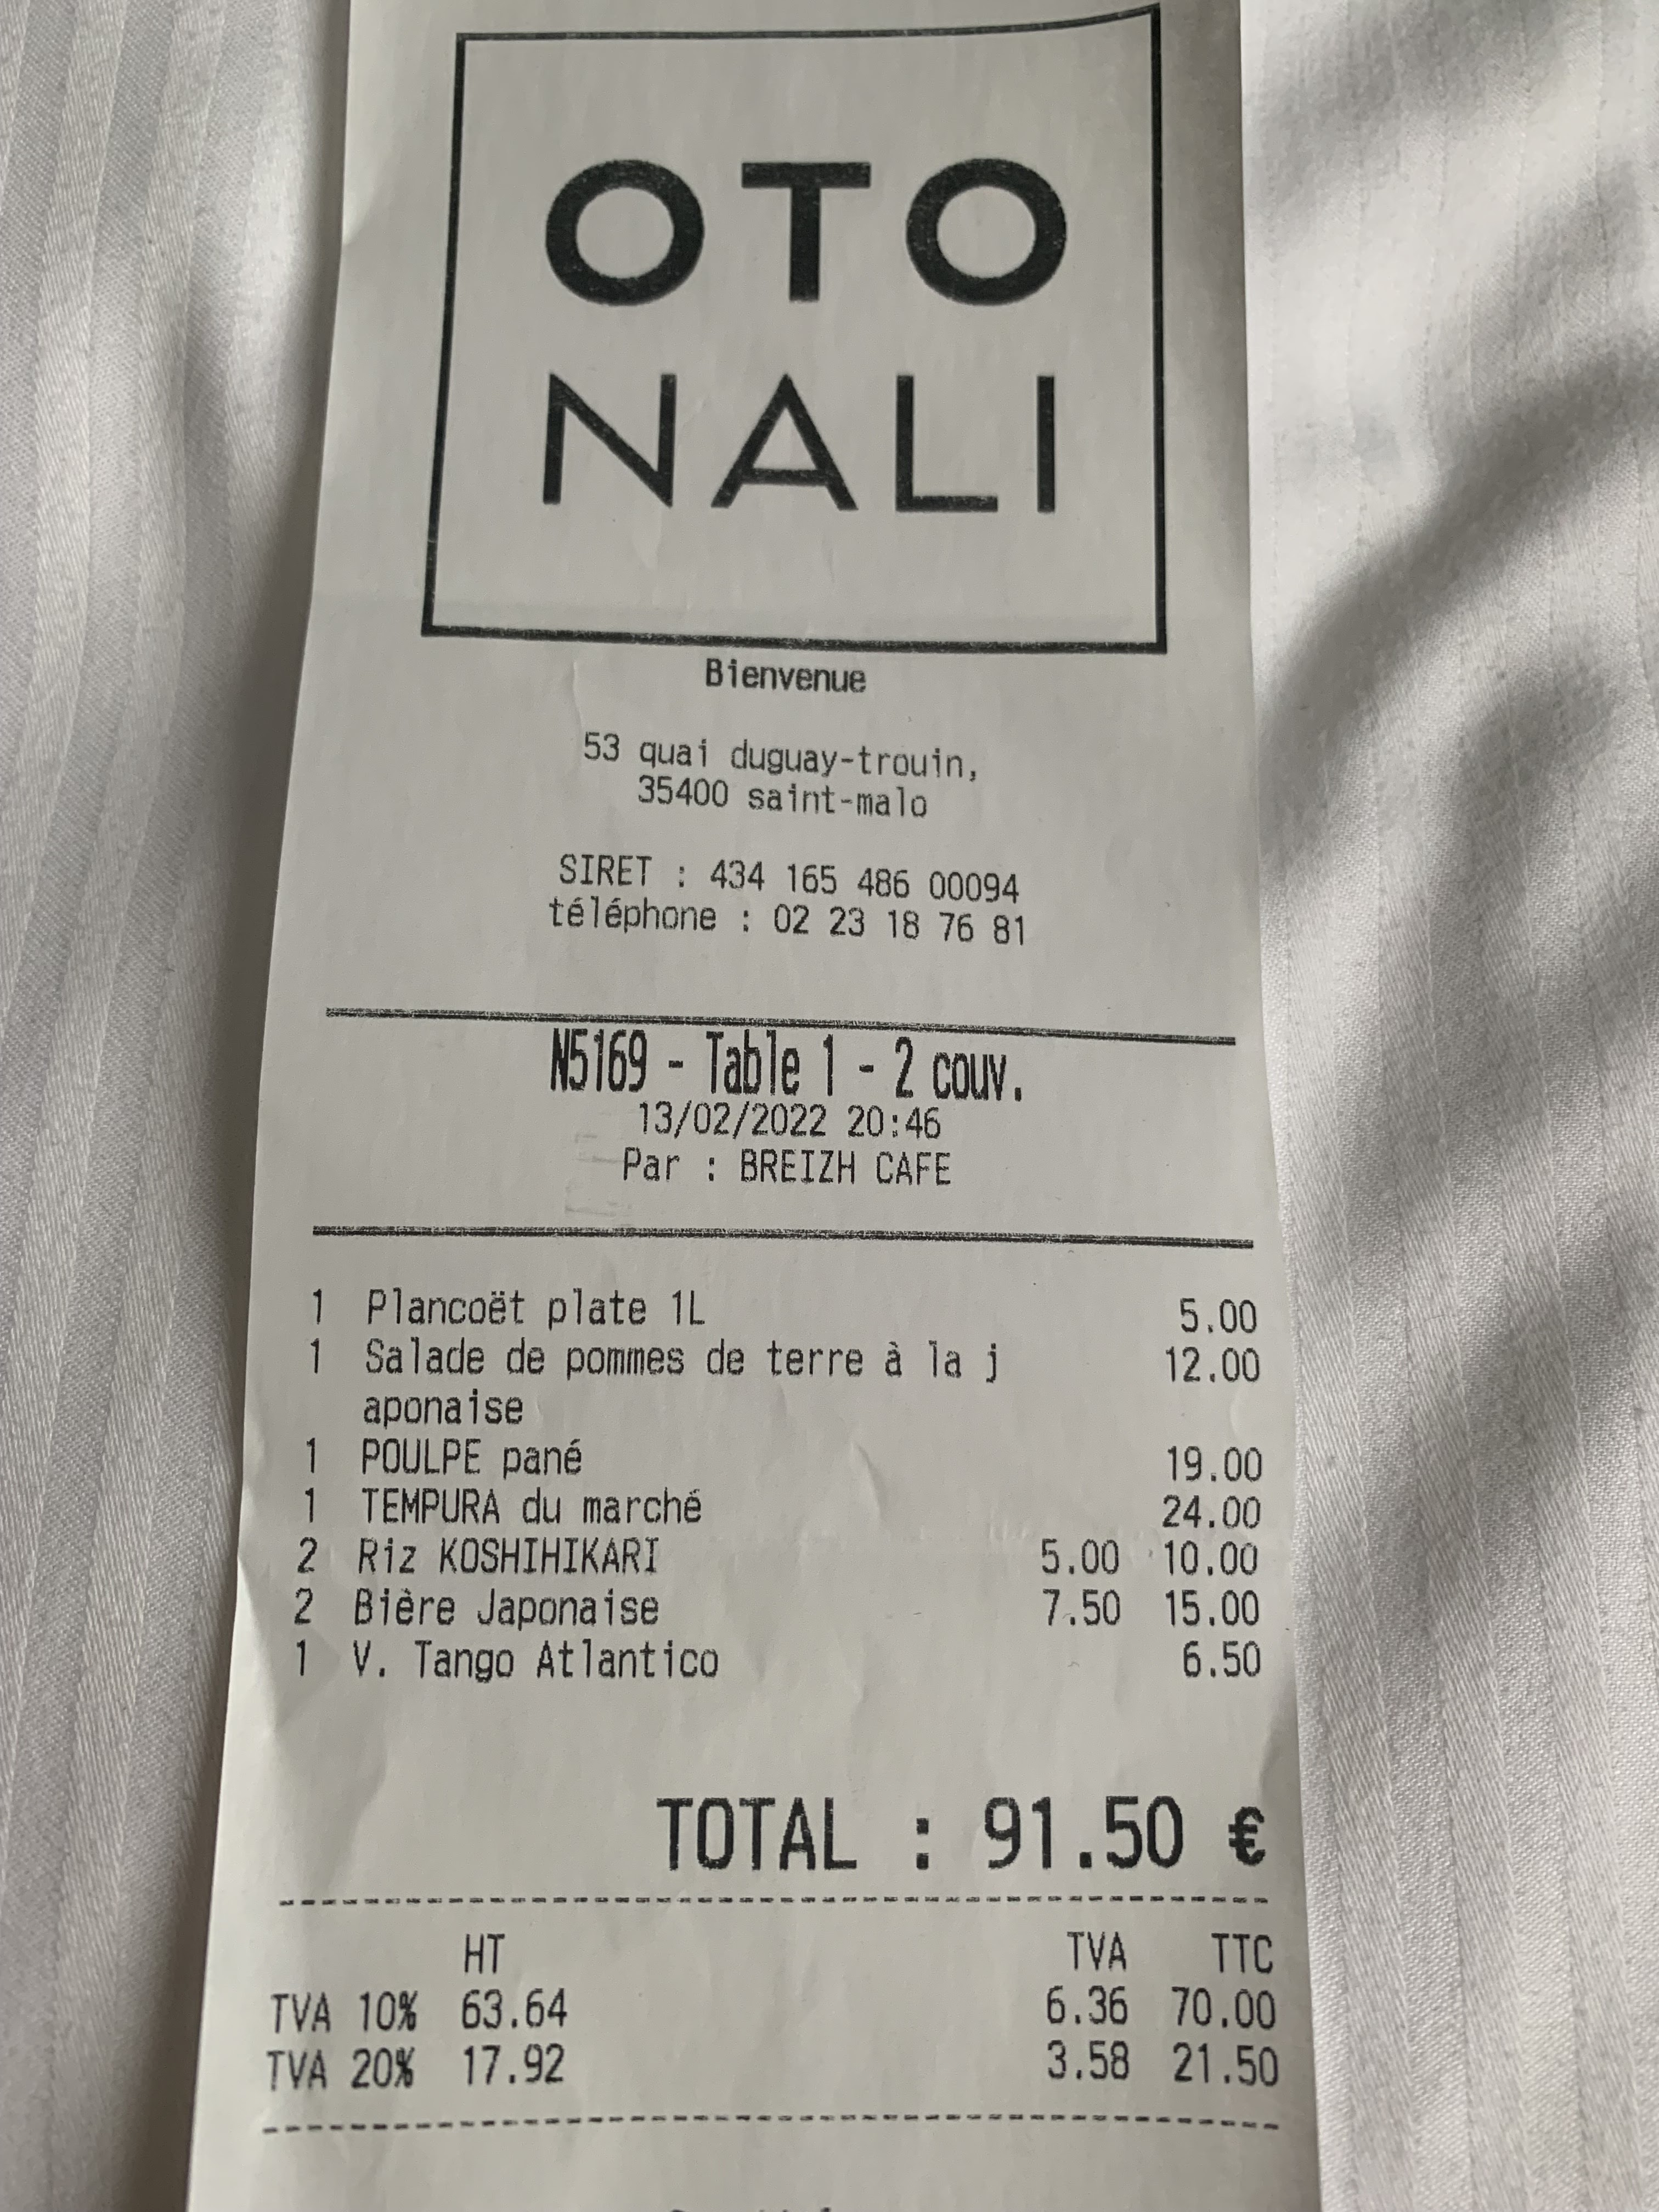 OTO
NALI
Bienvenue
53 quai duguay-trouin,
35400 saint-malo
SIRET : 434 165 486 00094
téléphone : 02 23 18 76 81
N5169 - Table 1 - 2 couv.
13/02/2022 20:46
Par : BREIZH CAFE
1 Plancoët plate 1L 5.00
1 Salade de pommes de terre à la j 12.00
aponaise
1 POULPE pané 19.00
1 TEMPURA du marché 24.00
2 Riz KOSHIHIKARI 5.00 10.00
2 Bière Japonaise 7.50 15.00
1 V. Tango Atlantico 6.50
TOTAL : 91.50 €
HT TVA TTC
TVA 10% 63.64 6.36 70.00
TVA 20% 17.92 3.58 21.50